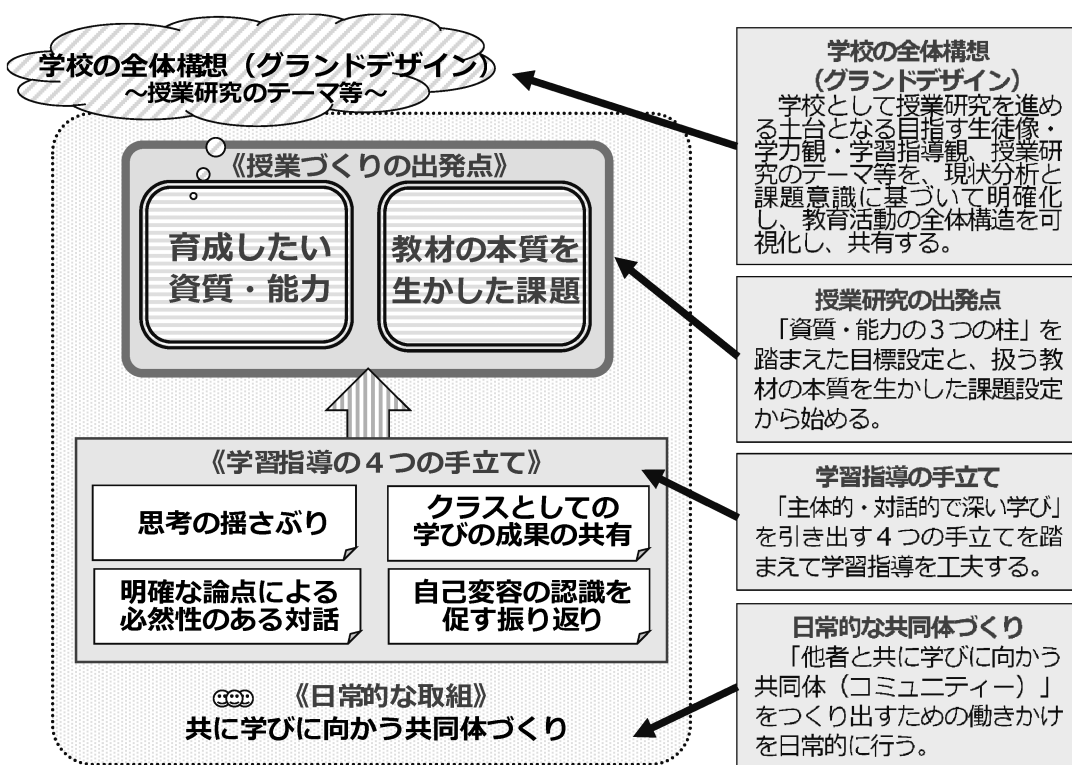 学校の全体構想（グランドデザイン）
～授業研究のテーマ等～
《授業づくりの出発点》
育成したい
資質・能力
教材の本質を
生かした課題
《学習指導の４つの手立て》
思考の揺さぶり
クラスとしての
学びの成果の共有
明確な論点による
必然性のある対話
自己変容の認識を
促す振り返り
《日常的な取組》
共に学びに向かう共同体づくり
学校の全体構想
（グランドデザイン）
学校として授業研究を進め
る土台となる目指す生徒像・
学力観・学習指導観、授業研
究のテーマ等を、現状分析と
課題意識に基づいて明確化
し、教育活動の全体構造を可
視化し、共有する。
授業研究の出発点
「資質・能力の３つの柱」を
踏まえた目標設定と、扱う教
材の本質を生かした課題設定
から始める。
学習指導の手立て
「主体的・対話的で深い学び」
を引き出す４つの手立てを踏
まえて学習指導を工夫する。
日常的な共同体づくり
「他者と共に学びに向かう
共同体（コミュニティー）」
をつくり出すための働きかけ
を日常的に行う。